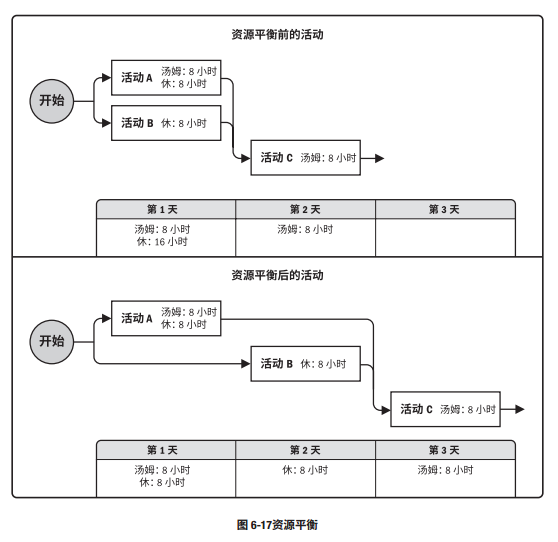 资源平衡前的活动
开始
活动 A
汤姆：8 小时
休：8 小时
活动 B 休：8 小时
活动 C 汤姆：8 小时
第 1 天 第 2 天 第 3 天
汤姆：8 小时 汤姆：8 小时
休：16 小时
资源平衡后的活动
开始
活动 A
汤姆：8 小时
休：8 小时
活动 B 休：8 小时
活动 C 汤姆：8 小时
第 1 天 第 2 天 第 3 天
汤姆：8 小时 休：8 小时 汤姆：8 小时
休：8 小时
图 6-17资源平衡